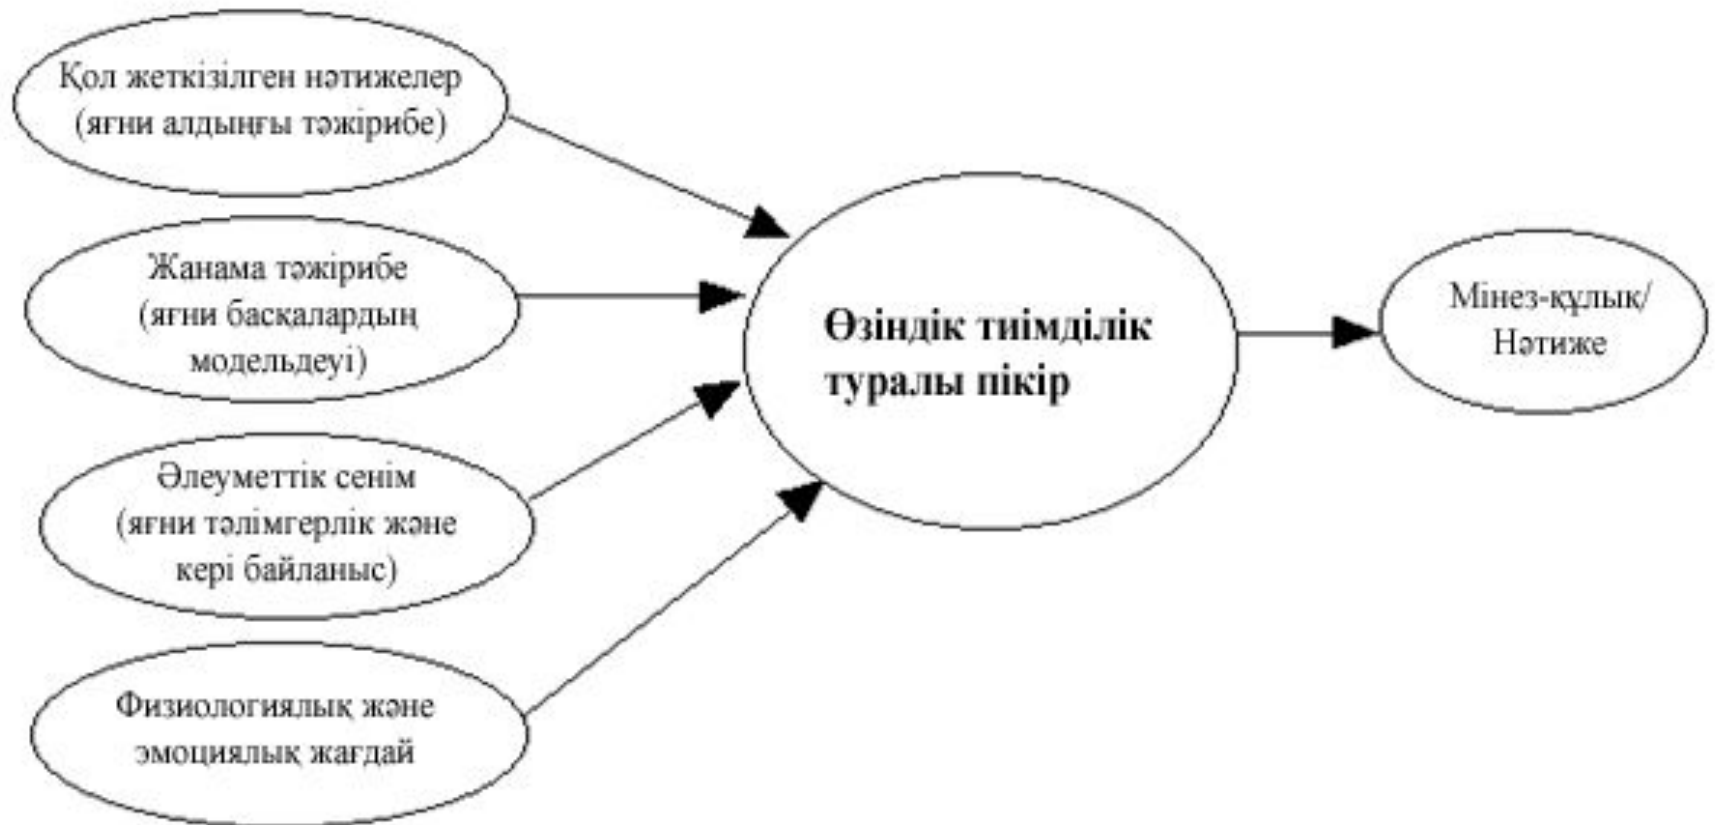 Қол жеткізілген нәтижелер
(яғни алдыңғы тәжірибе)
Жанама тәжірибе
(яғни басқалардың
модельдеуі)
Әлеуметтік сенім
(яғни тәлімгерлік және
кері байланыс)
Физиологиялық және
эмоциялық жағдай
Өзіндік тиімділік
туралы пікір
Мінез-құлық/
Нәтиже